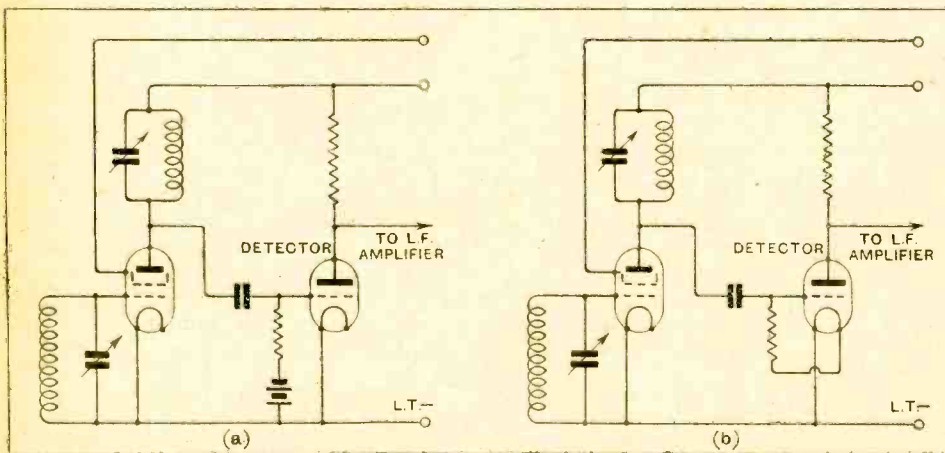 DETECTOR
TO L.F.
AMPLIFIER
L.T.—
(a)
DETECTOR
TO L.F.
AMPLIFIER
L.T.—
(b)